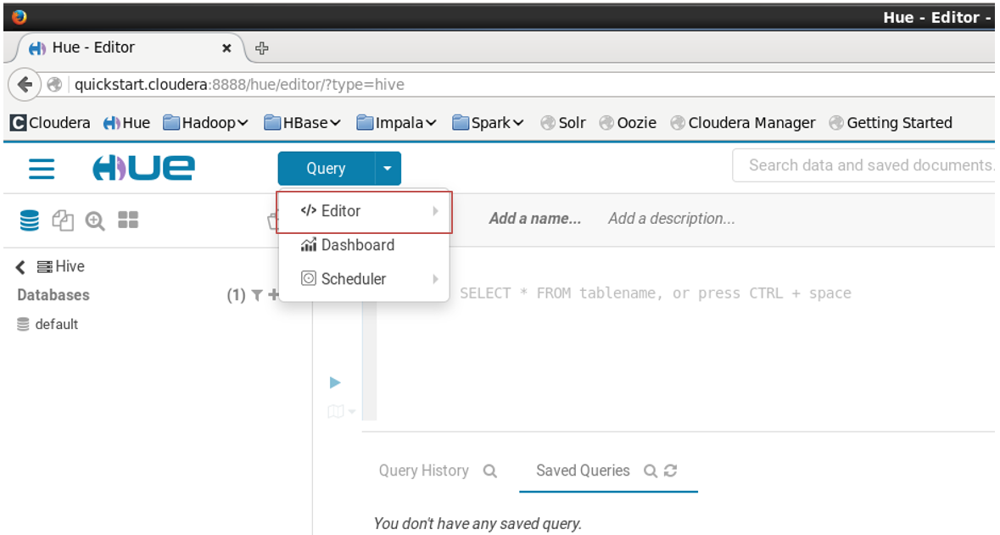 Hue - Editor -
Hue - Editor
quickstart.cloudera:8888/hue/editor/?type=hive
Cloudera Hue Hadoop HBase Impala Spark Solr Oozie Cloudera Manager Getting Started
HUE Query Search data and saved documents.
</> Editor Add a name... Add a description...
Dashboard
Scheduler
Hive
Databases (1)
SELECT * FROM tablename, or press CTRL + space
default
Query History Saved Queries
You don't have any saved query.